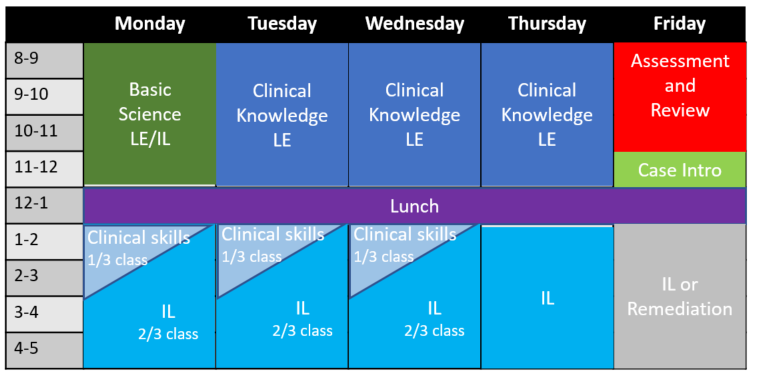 Monday Tuesday Wednesday Thursday Friday
8-9
9-10
10-11
11-12
12-1
1-2
2-3
3-4
4-5
Basic
Science
LE/IL
Clinical
Knowledge
LE
Clinical
Knowledge
LE
Clinical
Knowledge
LE
Assessment
and
Review
Case Intro
Lunch
Clinical skills
1/3 class
IL
2/3 class
Clinical skills
1/3 class
IL
2/3 class
Clinical skills
1/3 class
IL
2/3 class
IL
IL or
Remediation